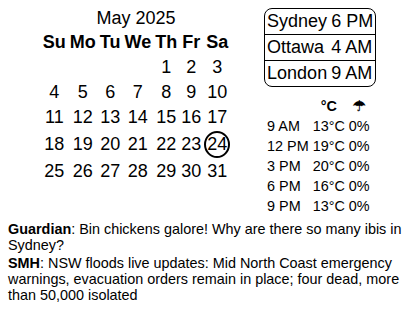 May 2025
Su Mo Tu We Th Fr Sa
1 2 3
4 5 6 7 8 9 10
11 12 13 14 15 16 17
18 19 20 21 22 23 24
25 26 27 28 29 30 31
Sydney 6 PM
Ottawa 4 AM
London 9 AM
°C ☂
9 AM 13°C 0%
12 PM 19°C 0%
3 PM 20°C 0%
6 PM 16°C 0%
9 PM 13°C 0%
Guardian: Bin chickens galore! Why are there so many ibis in
Sydney?
SMH: NSW floods live updates: Mid North Coast emergency
warnings, evacuation orders remain in place; four dead, more
than 50,000 isolated